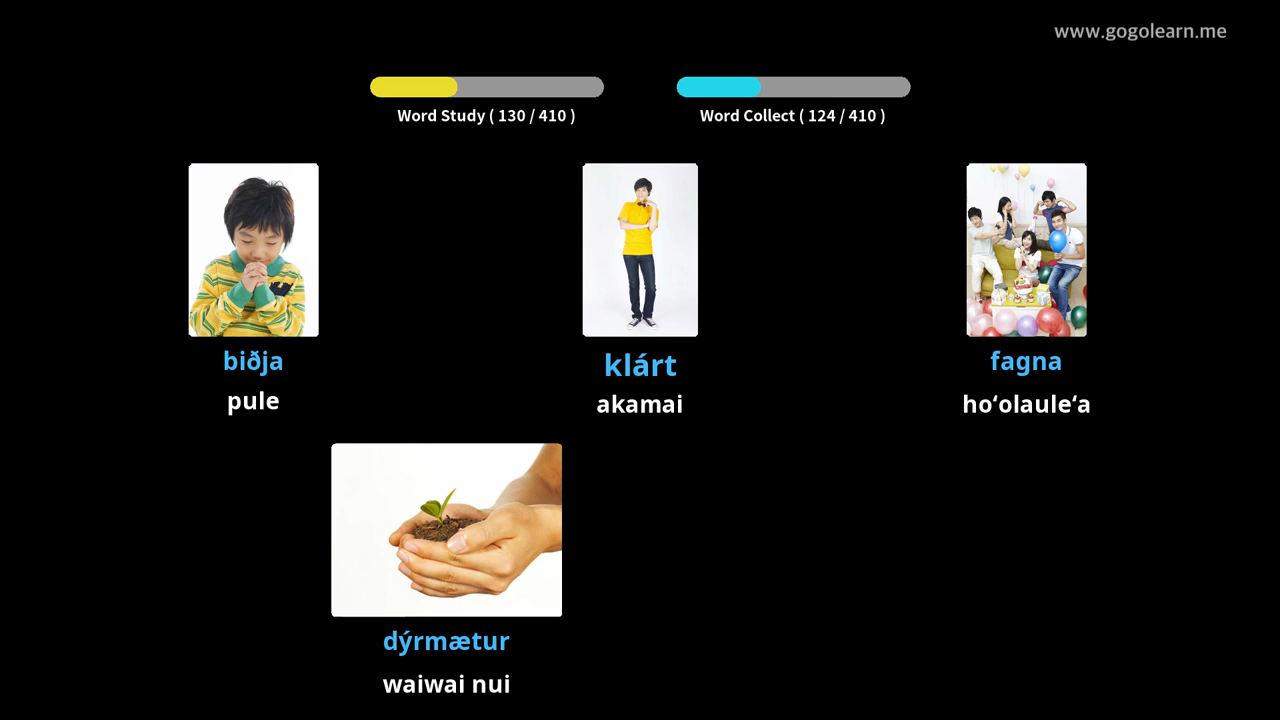 www.gogolearn.me
Word Study ( 130 / 410 )
Word Collect ( 124 / 410 )
biðja
pule
klárt
akamai
fagna
hoʻolauleʻa
dýrmætur
waiwai nui